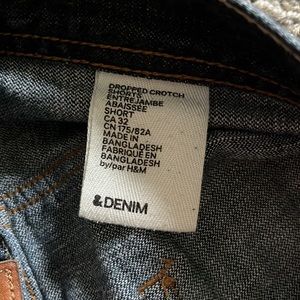 DROPPED CROTCH
SHORTS
ENTREJAMBE
ABAISSÉE
SHORT
CA 32
CN 175/82A
MADE IN
BANGLADESH
FABRIQUÉ EN
BANGLADESH
by/par H&M
&DENIM